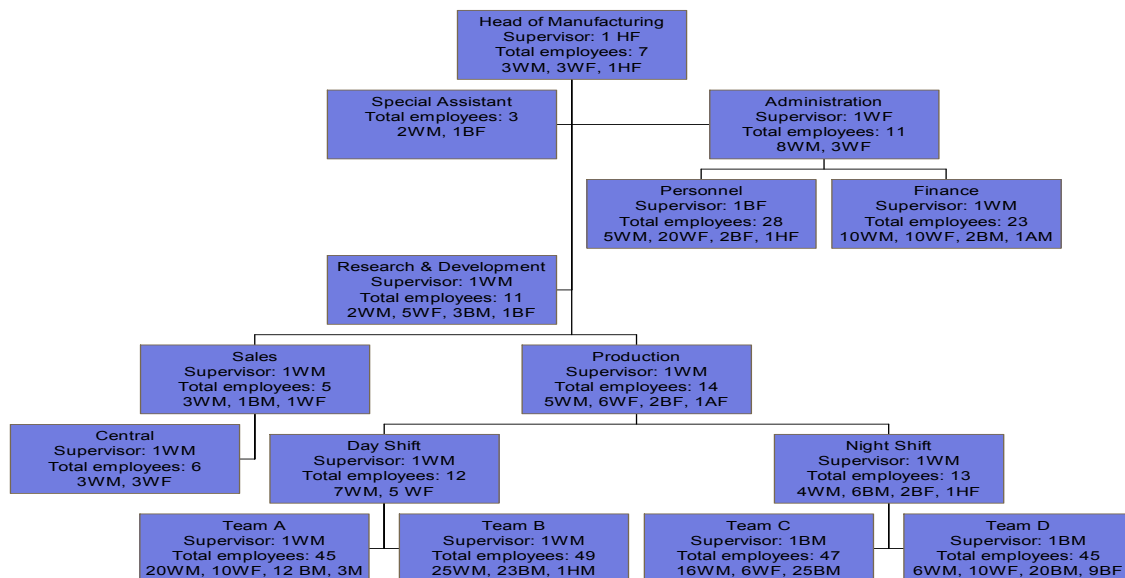 Head of Manufacturing
Supervisor: 1 HF
Total employees: 7
3WM, 3WF, 1HF
Special Assistant
Total employees: 3
2WM, 1BF
Administration
Supervisor: 1WF
Total employees: 11
8WM, 3WF
Personnel
Supervisor: 1BF
Total employees: 28
5WM, 20WF, 2BF, 1HF
Finance
Supervisor: 1WM
Total employees: 23
10WM, 10WF, 2BM, 1AM
Research & Development
Supervisor: 1WM
Total employees: 11
2WM, 5WF, 3BM, 1BF
Sales
Supervisor: 1WM
Total employees: 5
3WM, 1BM, 1WF
Production
Supervisor: 1WM
Total employees: 14
5WM, 6WF, 2BF, 1AF
Central
Supervisor: 1WM
Total employees: 6
3WM, 3WF
Day Shift
Supervisor: 1WM
Total employees: 12
7WM, 5 WF
Night Shift
Supervisor: 1WM
Total employees: 13
4WM, 6BM, 2BF, 1HF
Team A
Supervisor: 1WM
Total employees: 45
20WM, 10WF, 12 BM, 3M
Team B
Supervisor: 1WM
Total employees: 49
25WM, 23BM, 1HM
Team C
Supervisor: 1BM
Total employees: 47
16WM, 6WF, 25BM
Team D
Supervisor: 1BM
Total employees: 45
6WM, 10WF, 20BM, 9BF